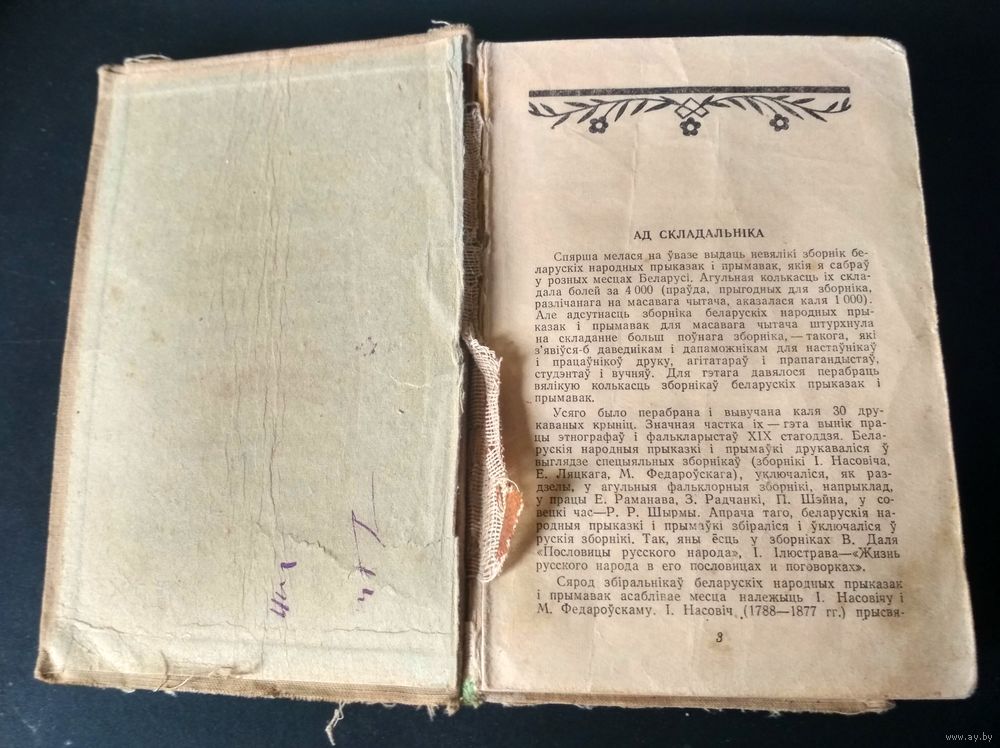 АД СКЛАДАЛЬНІКА
Спярша мелася на ўвазе выдаць невялікі зборнік бе-
ларускіх народных прыказак і прымавак, якія я сабраў
у розных месцах Беларусі. Агульная колькасць іх скла-
дала болей за 4 000 (праўда, прыгодных для зборніка,
разлічанага на масавага чытача, аказалася каля 1 000).
Але адсутнасць зборніка беларускіх народных пры-
казак і прымавак для масавага чытача штурхнула
на складанне больш поўнага зборніка, — такога, які
з'явіўся-б даведнікам і дапаможнікам для настаўнікаў
і працаўнікоў друку, агітатараў і прапагандыстаў,
студэнтаў і вучняў. Для гэтага давялося перабраць
вялікую колькасць зборнікаў беларускіх прыказак і
прымавак.
Усяго было перабрана і вывучана каля 30 дру-
каваных крыніц. Значная частка іх — гэта вынік пра-
цы этнографаў і фалькларыстаў XIX стагоддзя. Бела-
рускія народныя прыказкі і прымаўкі друкаваліся ў
выглядзе спецыяльных зборнікаў (зборнікі І. Насовіча,
Е. Ляцкага, М. Федароўскага), уключаліся, як раз-
дзелы, у агульныя фальклорныя зборнікі, напрыклад,
у працы Е. Раманава, З. Радчанкі, П. Шэйна, у со-
вецкі час—Р. Р. Шырмы. Апрача таго, беларускія на-
родныя прыказкі і прымаўкі збіраліся і ўключаліся ў
рускія зборнікі. Так, яны ёсць у зборніках В. Даля
«Пословицы русского народа», І. Ілюстрава—«Жизнь
русского народа в его пословицах и поговорках».
Сярод збіральнікаў беларускіх народных прыказак
і прымавак асаблівае месца належыць І. Насовічу і
М. Федароўскаму. І. Насовіч (1788—1877 гг.) прысвя-
3
www.ay.by